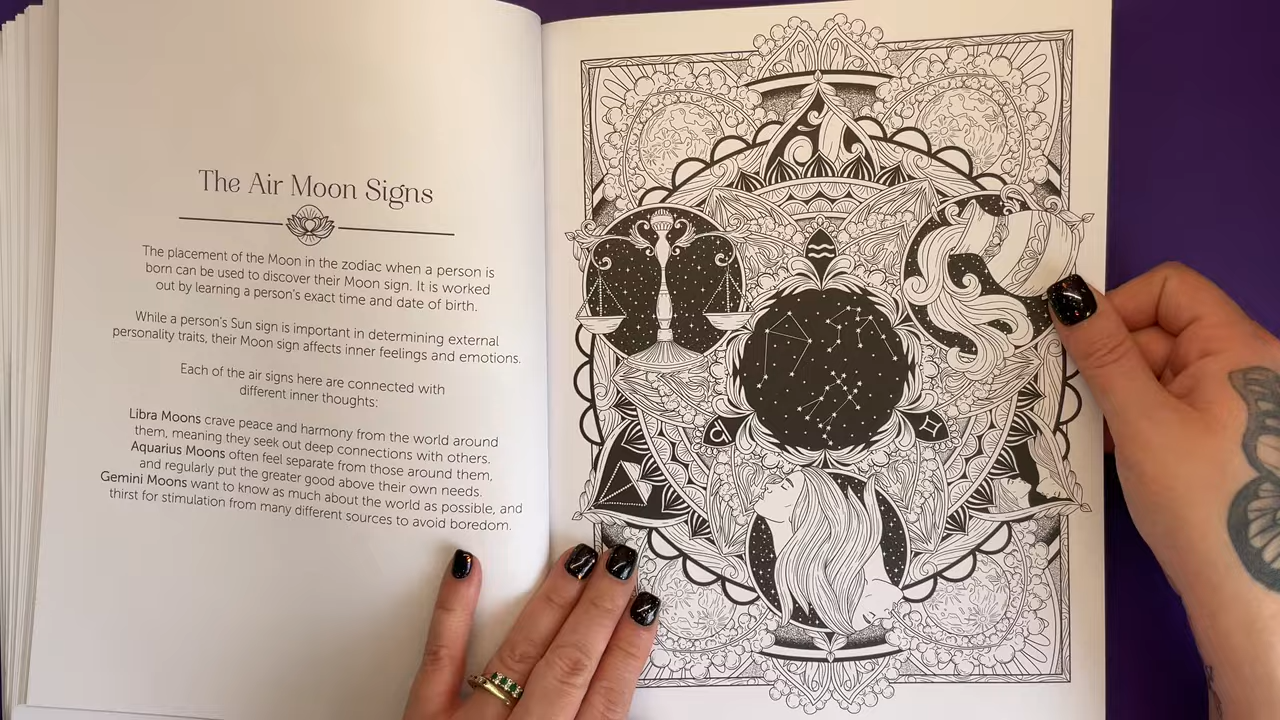 The Air Moon Signs
The placement of the Moon in the zodiac when a person is
born can be used to discover their Moon sign. It is worked
out by learning a person's exact time and date of birth.
While a person's Sun sign is important in determining external
personality traits, their Moon sign affects inner feelings and emotions.
Each of the air signs here are connected with
different inner thoughts:
Libra Moons crave peace and harmony from the world around
them, meaning they seek out deep connections with others.
Aquarius Moons often feel separate from those around them,
and regularly put the greater good above their own needs.
Gemini Moons want to know as much about the world as possible, and
thirst for stimulation from many different sources to avoid boredom.